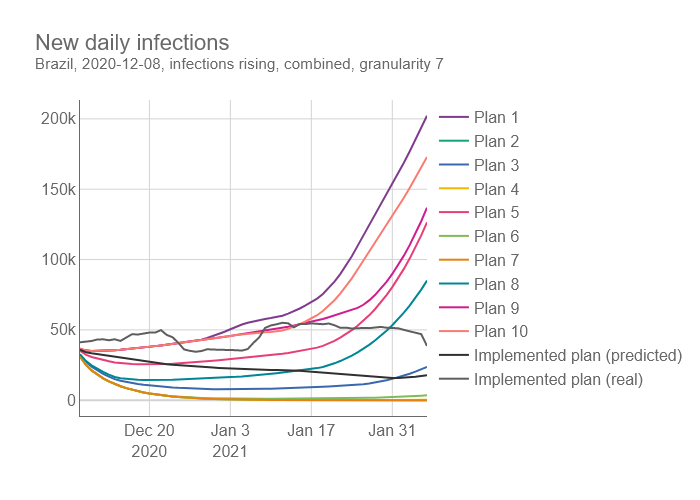 New daily infections
Brazil, 2020-12-08, infections rising, combined, granularity 7
200k
150k
100k
50k
0
Dec 20
2020
Jan 3
2021
Jan 17
Jan 31
Plan 1
Plan 2
Plan 3
Plan 4
Plan 5
Plan 6
Plan 7
Plan 8
Plan 9
Plan 10
Implemented plan (predicted)
Implemented plan (real)